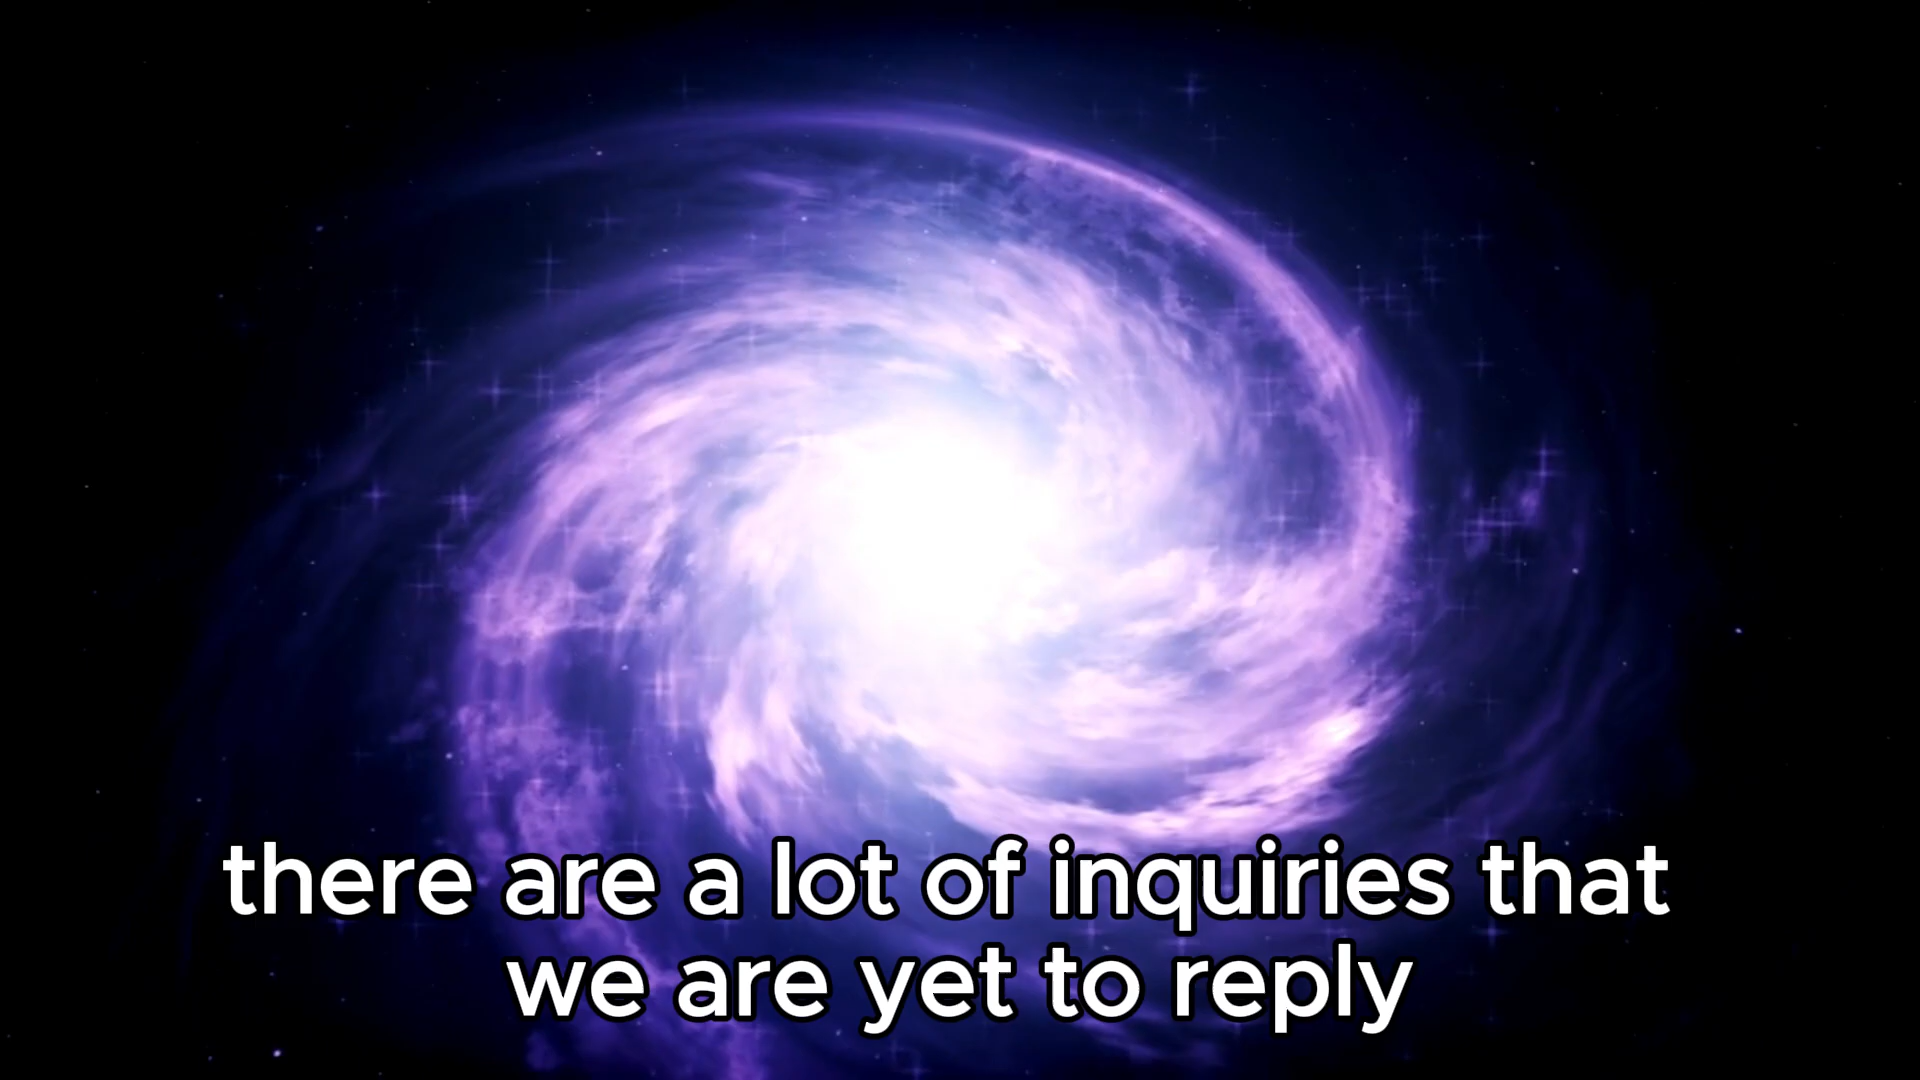 there are a lot of inquiries that
we are yet to reply